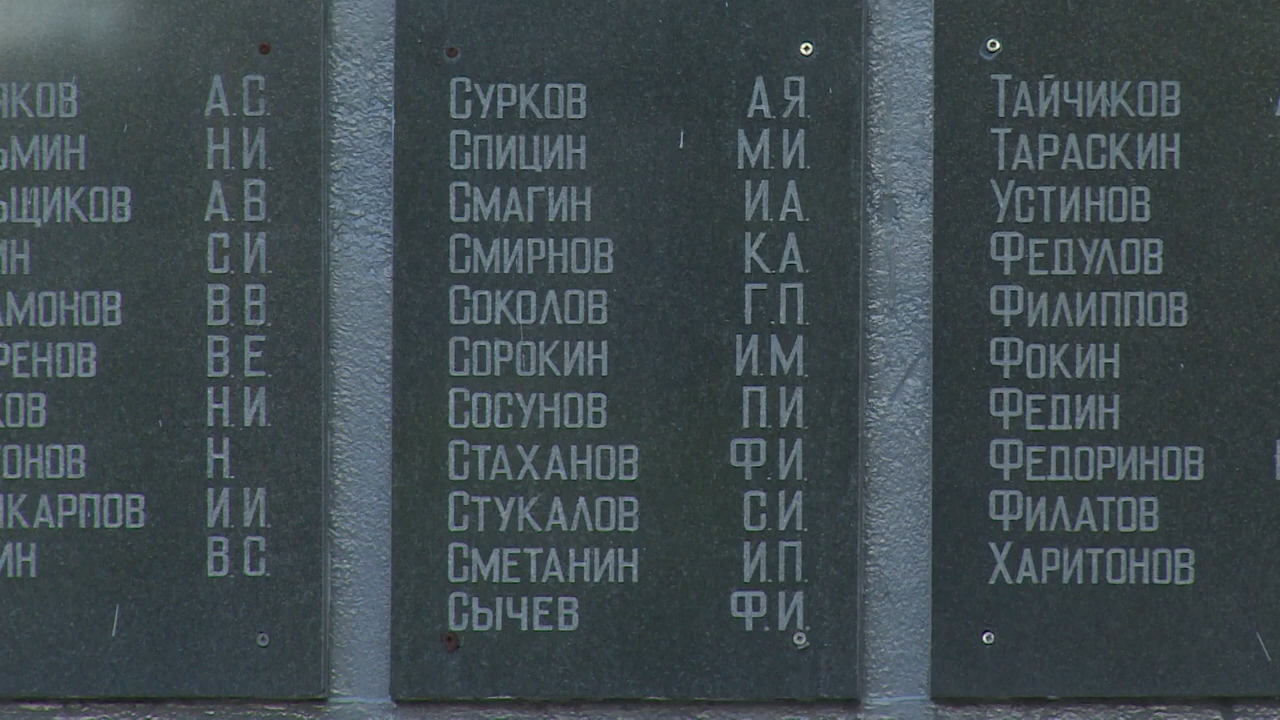 А.С.
Н.И.
А.В.
С.И.
В.В.
В.Е.
Н.И.
Н.
И.И.
В.С.
Сурков А.Я.
Спицин М.И.
Смагин И.А.
Смирнов К.А.
Соколов Г.П.
Сорокин И.М.
Сосунов П.И.
Стаханов Ф.И.
Стукалов С.И.
Сметанин И.П.
Сычев Ф.И.
Тайчиков
Тараскин
Устинов
Федулов
Филиппов
Фокин
Федин
Федоринов
Филатов
Харитонов